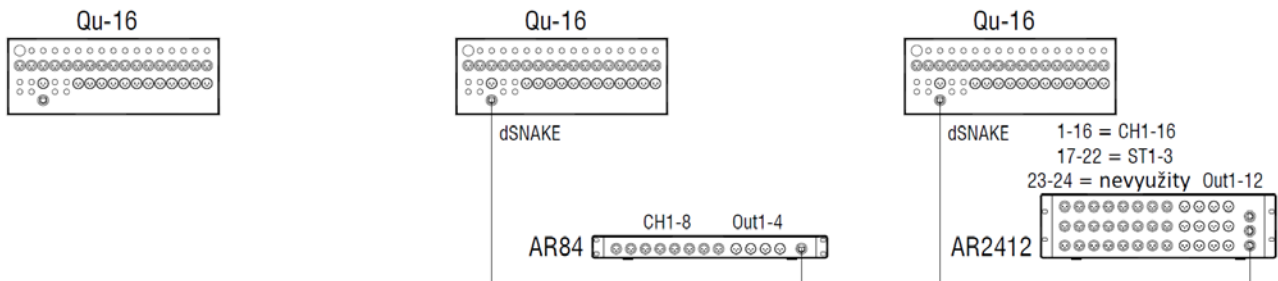 Qu-16
Qu-16
dSNAKE
CH1-8 Out1-4
AR84
Qu-16
dSNAKE
1-16 = CH1-16
17-22 = ST1-3
23-24 = nevyužity Out1-12
AR2412